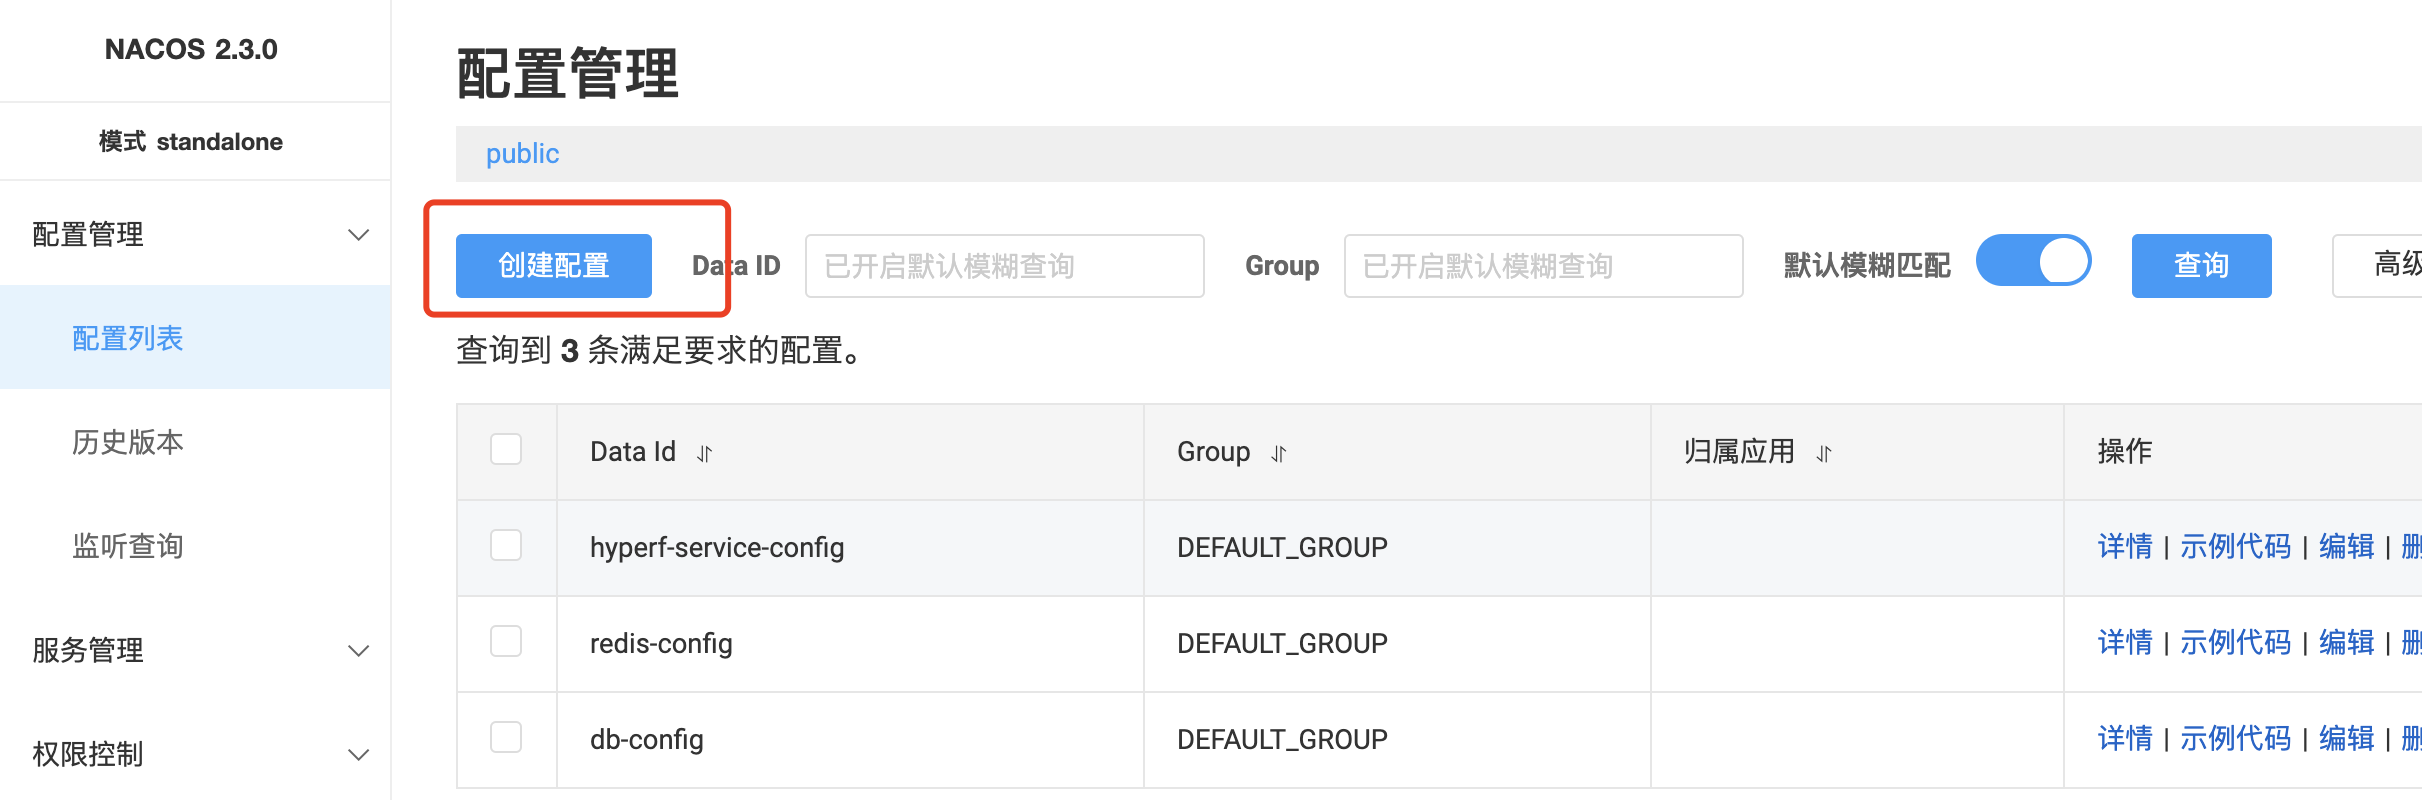 NACOS 2.3.0
模式 standalone
配置管理
配置列表
历史版本
监听查询
服务管理
权限控制
配置管理
public
创建配置 Data ID 已开启默认模糊查询 Group 已开启默认模糊查询 默认模糊匹配 查询 高级
查询到 3 条满足要求的配置。
Data Id Group 归属应用 操作
hyperf-service-config DEFAULT_GROUP 详情 | 示例代码 | 编辑 |
redis-config DEFAULT_GROUP 详情 | 示例代码 | 编辑 |
db-config DEFAULT_GROUP 详情 | 示例代码 | 编辑 |